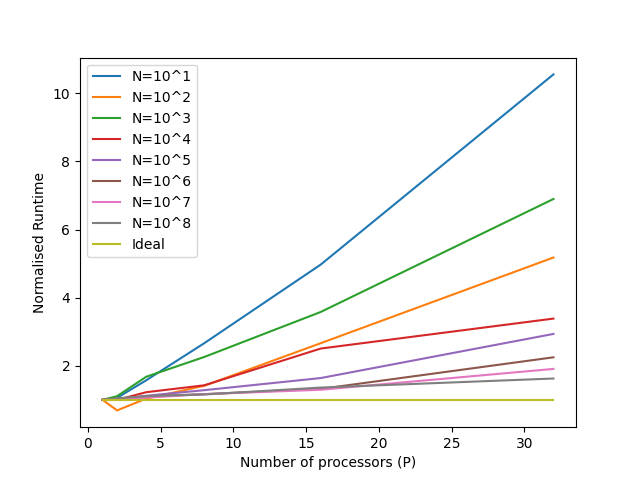 N=10^1
N=10^2
N=10^3
N=10^4
N=10^5
N=10^6
N=10^7
N=10^8
Ideal
Normalised Runtime
10
8
6
4
2
0 5 10 15 20 25 30
Number of processors (P)